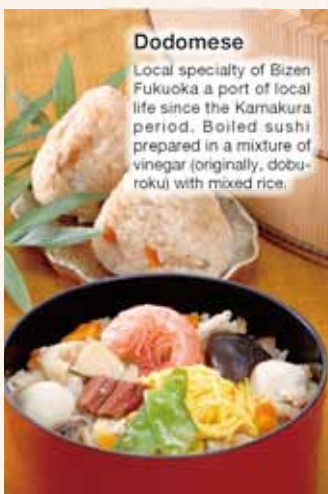 Dodomese
Local specialty of Bizen
Fukuoka a port of local
life since the Kamakura
period. Boiled sushi
prepared in a mixture of
vinegar (originally, dobu-
roku) with mixed rice.